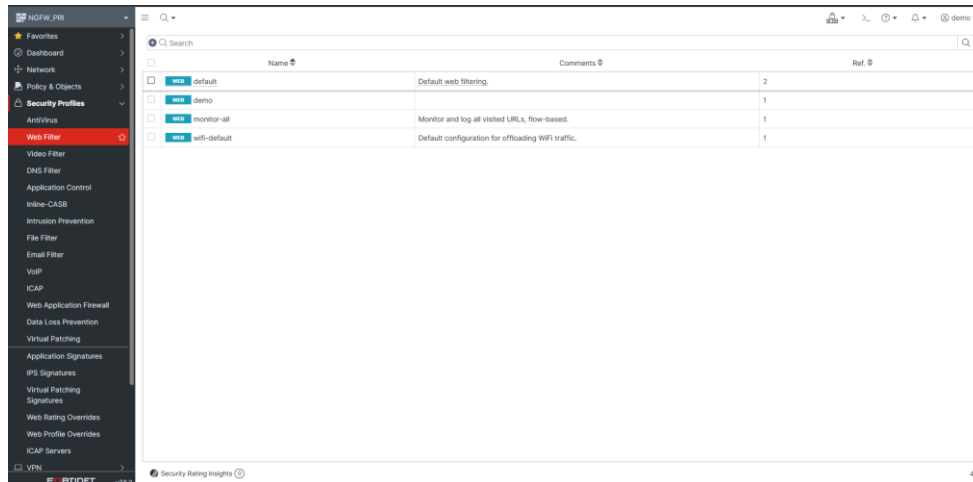 NGFW_PRI
demo
Favorites
Dashboard
Network
Policy & Objects
Security Profiles
AntiVirus
Web Filter
Video Filter
DNS Filter
Application Control
Inline-CASB
Intrusion Prevention
File Filter
Email Filter
VoIP
ICAP
Web Application Firewall
Data Loss Prevention
Virtual Patching
Application Signatures
IPS Signatures
Virtual Patching
Signatures
Web Rating Overrides
Web Profile Overrides
ICAP Servers
VPN
Search
Name Comments Ref.
WEB default Default web filtering. 2
WEB demo 1
WEB monitor-all Monitor and log all visited URLs, flow-based. 1
WEB wifi-default Default configuration for offloading WiFi traffic. 1
Security Rating Insights 0
4